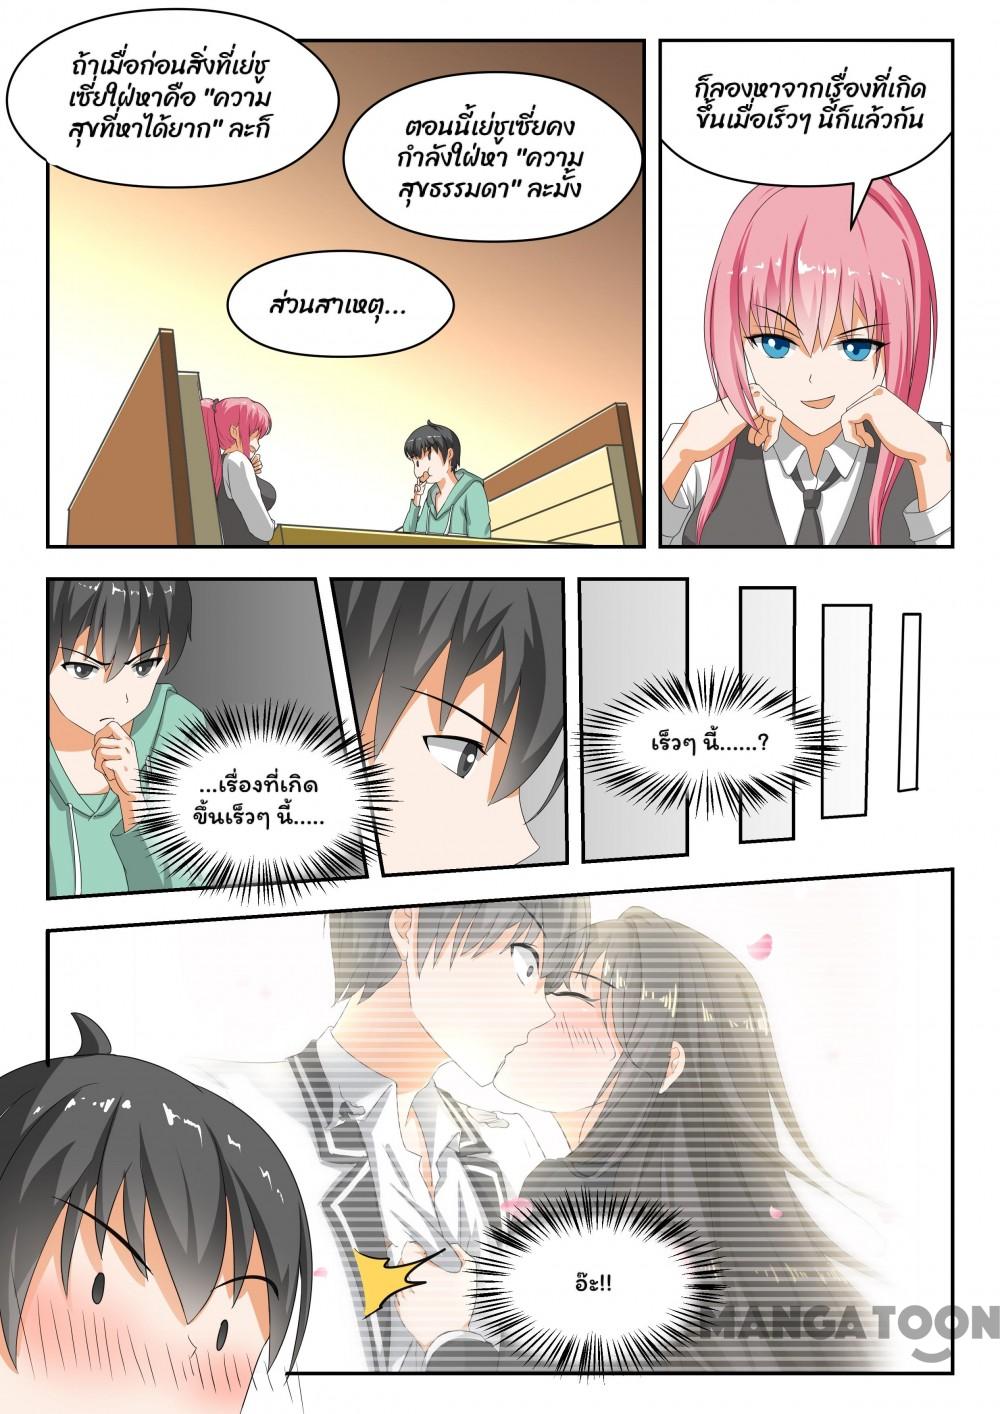 ถ้าเมื่อก่อนสิ่งที่เย่ชู
เซี่ยใฝ่หาคือ "ความ
สุขที่หาได้ยาก" ละก็
ตอนนี้เย่ชูเซี่ยคง
กำลังใฝ่หา "ความ
สุขธรรมดา" ละมั้ง
ส่วนสาเหตุ...
ก็ลองหาจากเรื่องที่เกิด
ขึ้นเมื่อเร็วๆ นี้ก็แล้วกัน
...เรื่องที่เกิด
ขึ้นเร็วๆ นี้.....
เร็วๆ นี้......?
อ๊ะ!!
MANGATOON